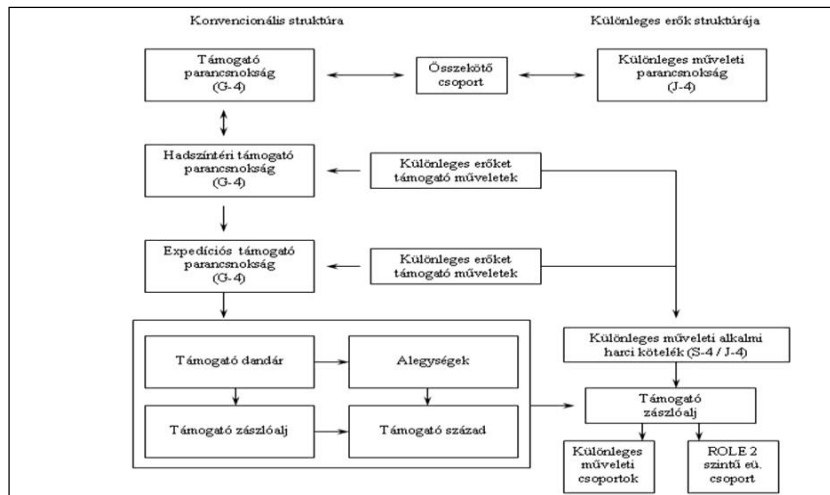 Konvencionális struktúra
Különleges erők struktúrája
Támogató
parancsnokság
(G-4)
Összekötő
csoport
Különleges műveleti
parancsnokság
(J-4)
Hadszíntéri támogató
parancsnokság
(G-4)
Különleges erőket
támogató műveletek
Expedíciós támogató
parancsnokság
(G-4)
Különleges erőket
támogató műveletek
Támogató dandár
Alegységek
Támogató zászlóalj
Támogató század
Különleges műveleti alkalmi
harci kötelék (S-4 / J-4)
Támogató
zászlóalj
Különleges
műveleti
csoportok
ROLE 2
szintű eü.
csoport